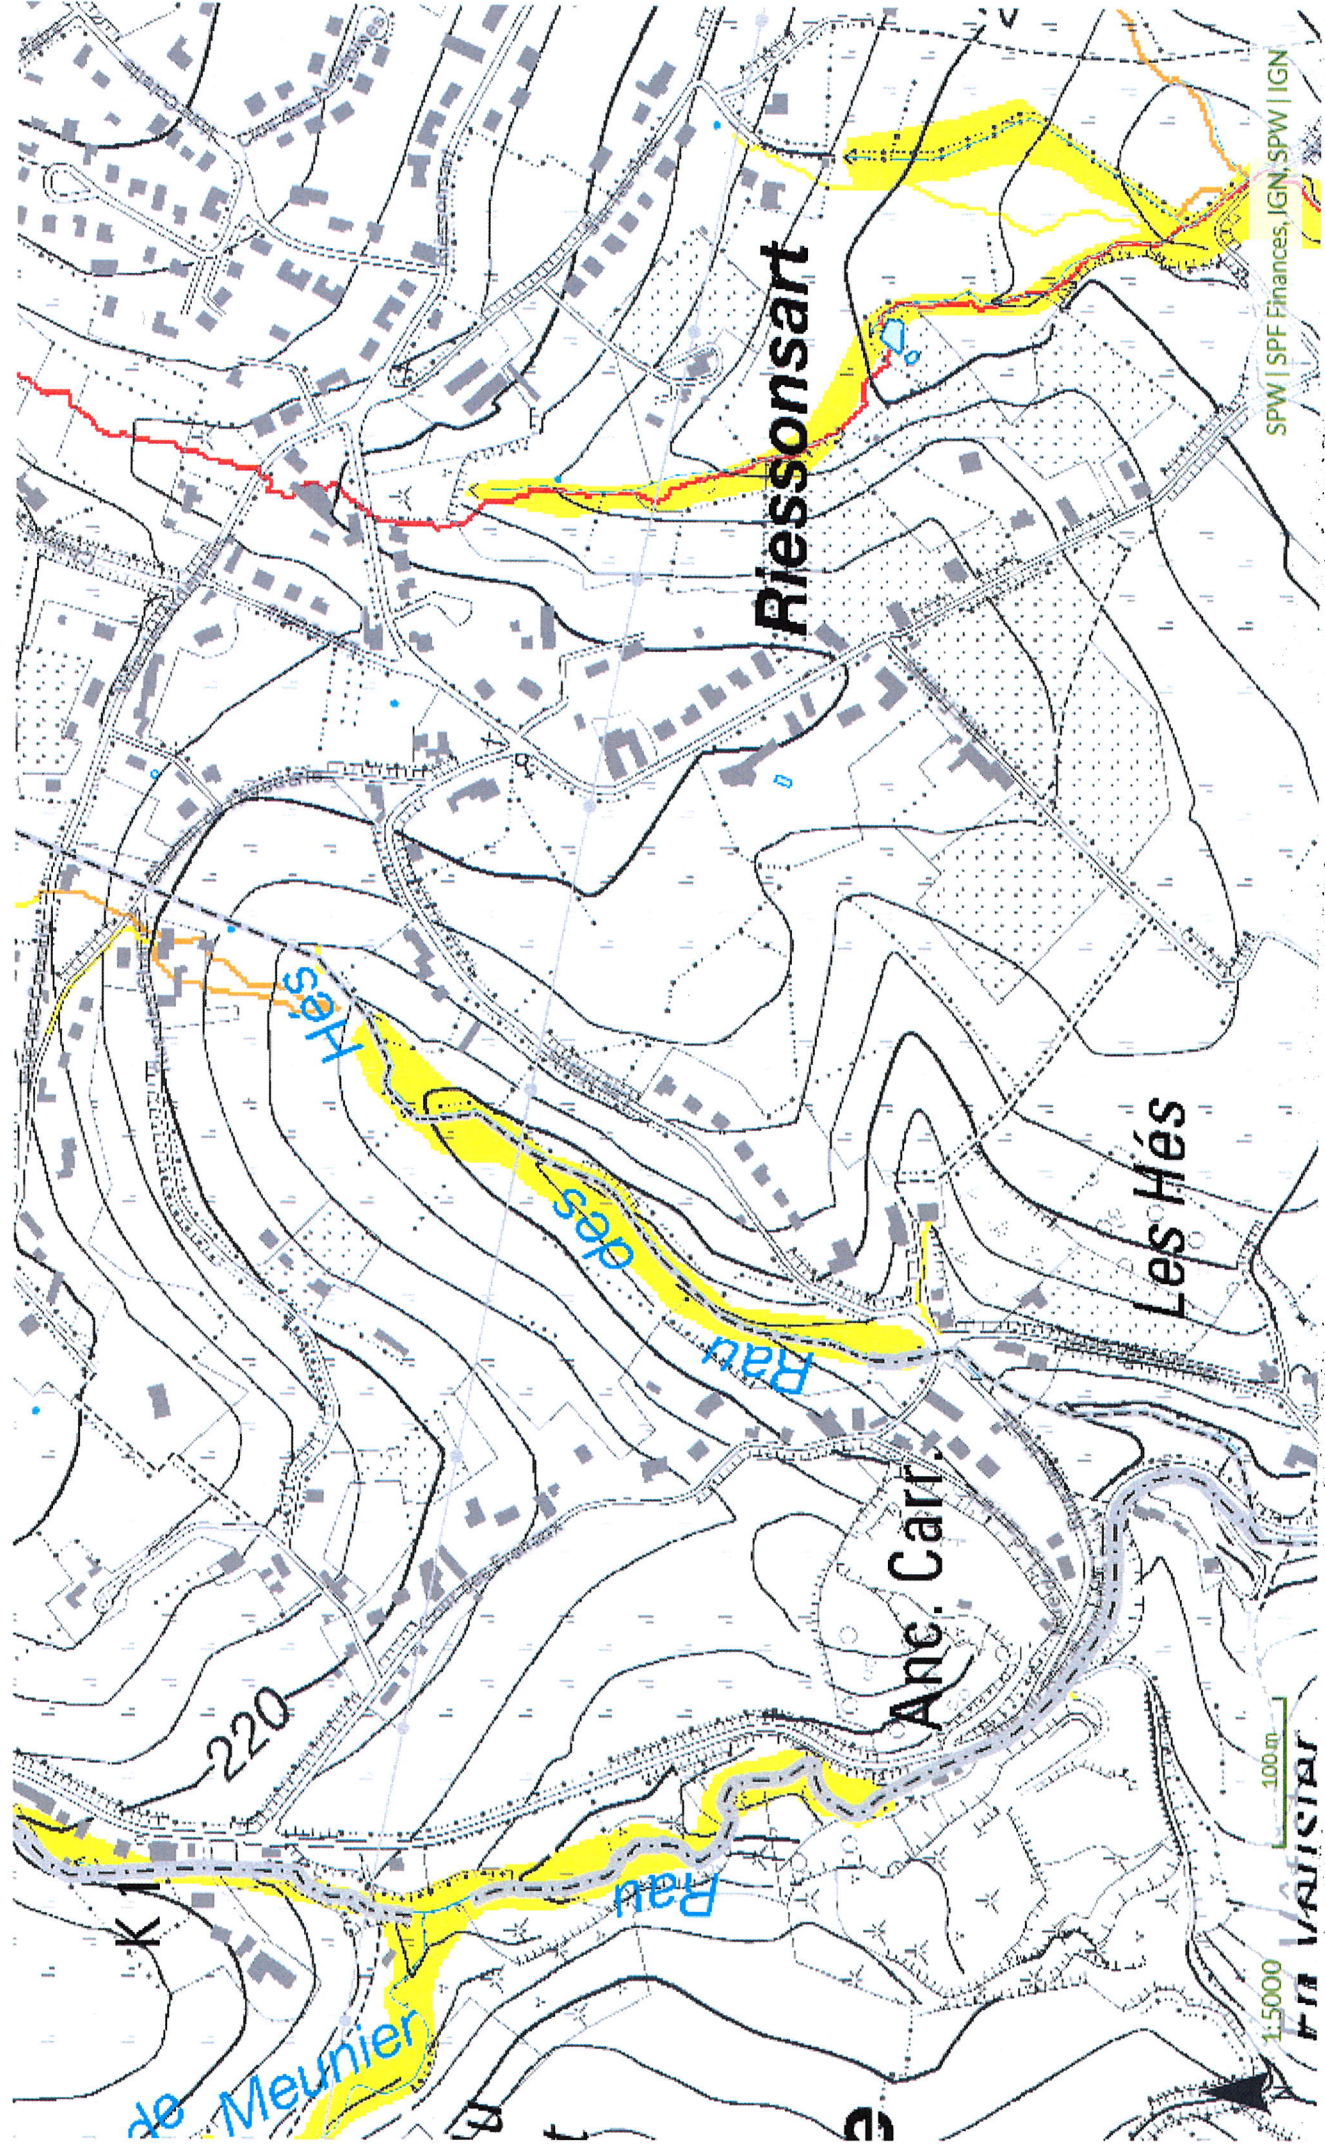 de
Meunier
K
220
Rau
Anc. Carr.
Rau
des
Hés
Les Hés
Riessonsart
100 m
1:5000
SPW | SPF Finances, IGN, SPW | IGN